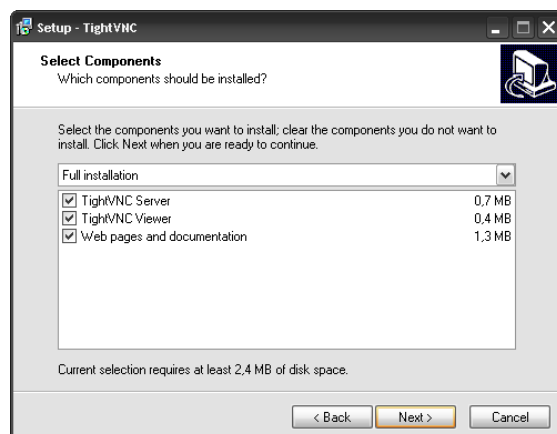 Setup - TightVNC
Select Components
Which components should be installed?
Select the components you want to install; clear the components you do not want to
install. Click Next when you are ready to continue.
Full installation
TightVNC Server 0,7 MB
TightVNC Viewer 0,4 MB
Web pages and documentation 1,3 MB
Current selection requires at least 2,4 MB of disk space.
< Back Next > Cancel